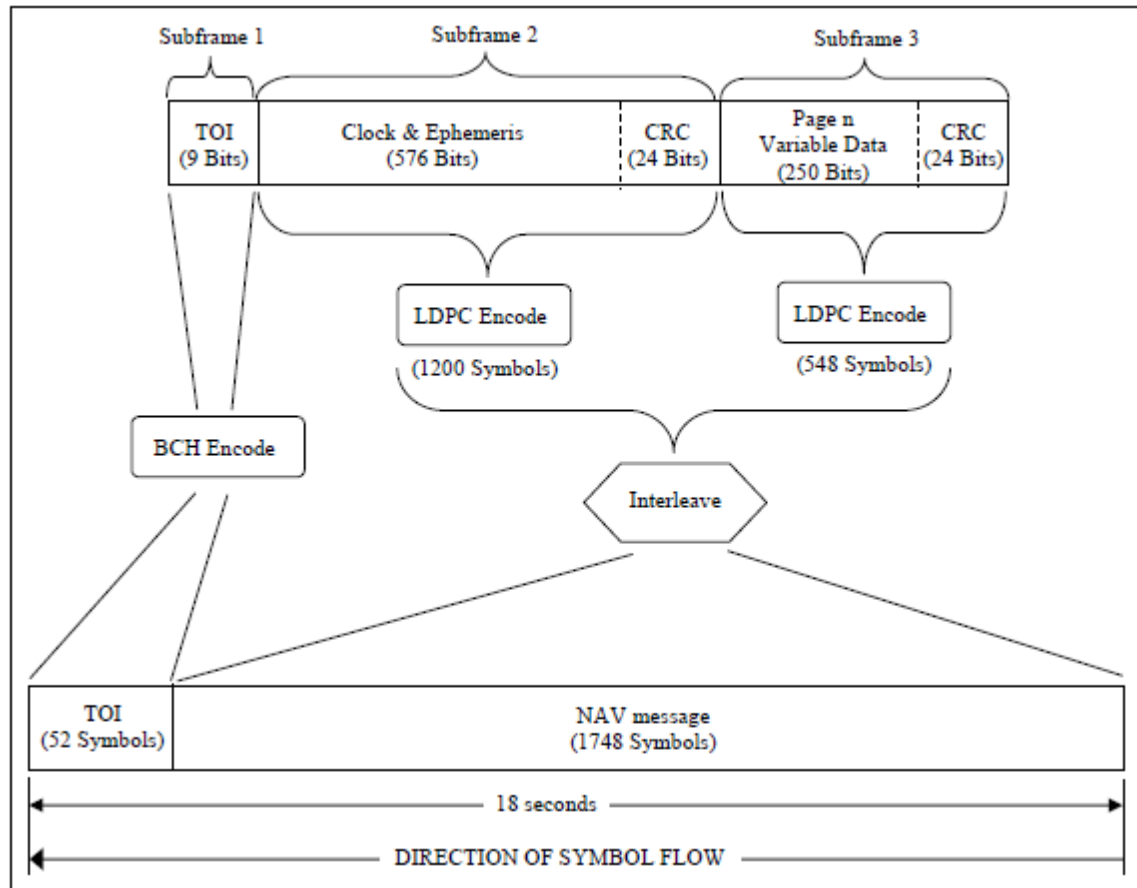 Subframe 1
Subframe 2
Subframe 3
TOI
(9 Bits)
Clock & Ephemeris
(576 Bits)
CRC
(24 Bits)
Page n
Variable Data
(250 Bits)
CRC
(24 Bits)
LDPC Encode
(1200 Symbols)
LDPC Encode
(548 Symbols)
BCH Encode
Interleave
TOI
(52 Symbols)
NAV message
(1748 Symbols)
18 seconds
DIRECTION OF SYMBOL FLOW